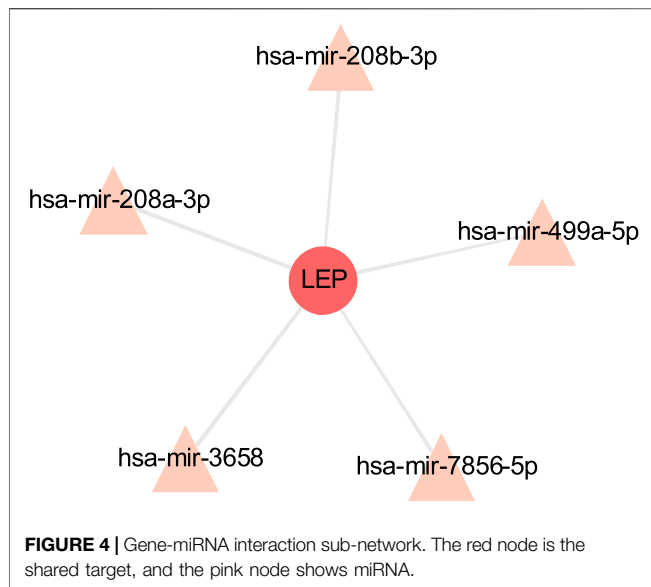 hsa-mir-208b-3p
hsa-mir-208a-3p
hsa-mir-499a-5p
LEP
hsa-mir-3658
hsa-mir-7856-5p
FIGURE 4 | Gene-miRNA interaction sub-network. The red node is the
shared target, and the pink node shows miRNA.